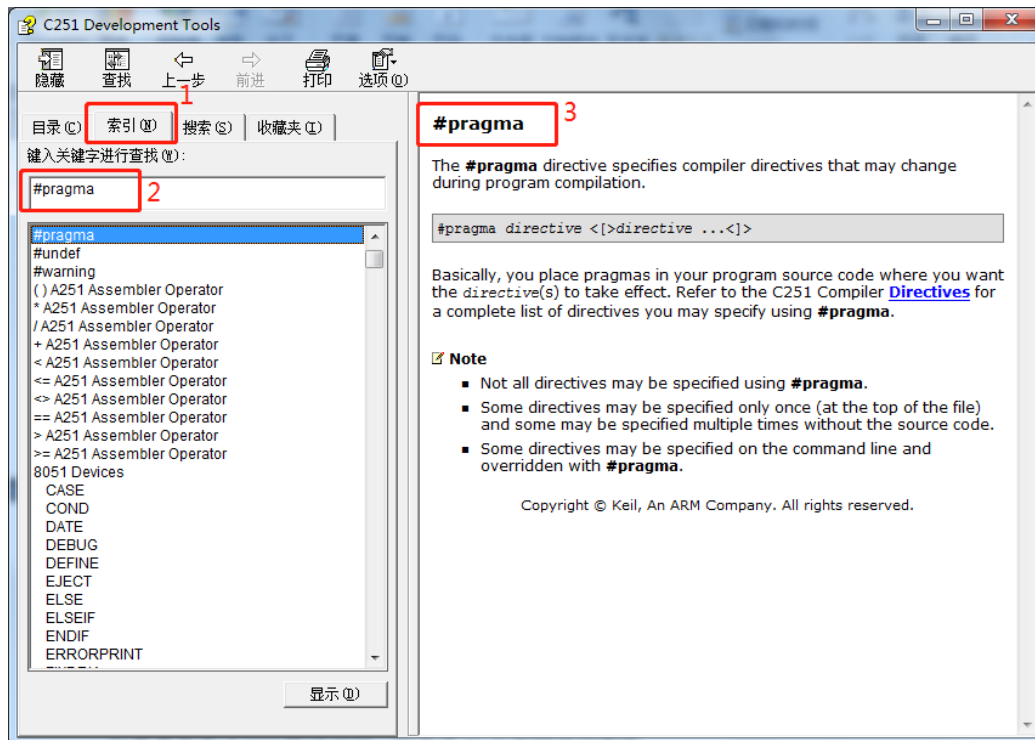 C251 Development Tools
隐藏 查找 上一步 前进 打印 选项(O)
1
目录(C) 索引(N) 搜索(S) 收藏夹(I)
键入关键字进行查找(W):
#pragma
2
#pragma
#undef
#warning
( ) A251 Assembler Operator
* A251 Assembler Operator
/ A251 Assembler Operator
+ A251 Assembler Operator
< A251 Assembler Operator
<= A251 Assembler Operator
<> A251 Assembler Operator
== A251 Assembler Operator
> A251 Assembler Operator
>= A251 Assembler Operator
8051 Devices
CASE
COND
DATE
DEBUG
DEFINE
EJECT
ELSE
ELSEIF
ENDIF
ERRORPRINT
显示(D)
#pragma
3
The #pragma directive specifies compiler directives that may change
during program compilation.
#pragma directive <[>directive ...<]>
Basically, you place pragmas in your program source code where you want
the directive(s) to take effect. Refer to the C251 Compiler Directives for
a complete list of directives you may specify using #pragma.
Note
■ Not all directives may be specified using #pragma.
■ Some directives may be specified only once (at the top of the file)
and some may be specified multiple times without the source code.
■ Some directives may be specified on the command line and
overridden with #pragma.
Copyright © Keil, An ARM Company. All rights reserved.